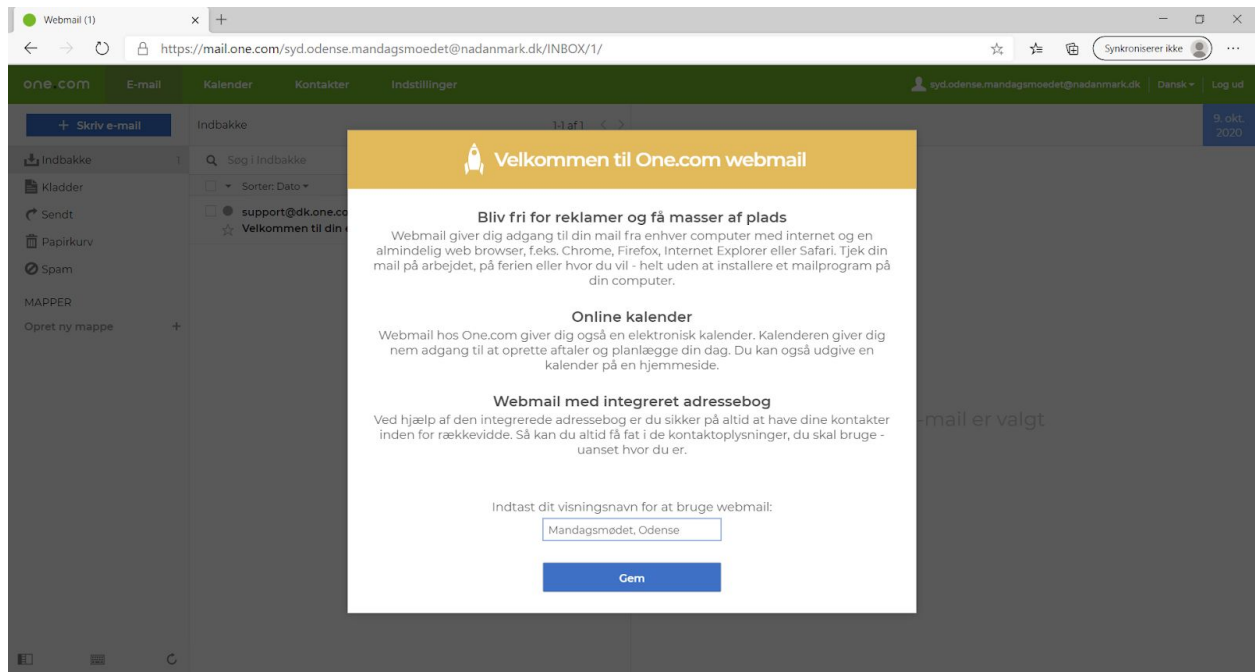 Webmail (1)
https://mail.one.com/syd.odense.mandagsmoedet@nadanmark.dk/INBOX/1/
Synkroniserer ikke
one.com
E-mail
Kalender
Kontakter
Indstillinger
syd.odense.mandagsmoedet@nadanmark.dk
Dansk
Log ud
+ Skriv e-mail
Indbakke
1-1 af 1
9. okt.
2020
Indbakke 1
Søg i Indbakke
Kladder
Sorter: Dato
Sendt
support@dk.one.co
Velkommen til din
Papirkurv
Spam
MAPPER
Opret ny mappe +
Velkommen til One.com webmail
Bliv fri for reklamer og få masser af plads
Webmail giver dig adgang til din mail fra enhver computer med internet og en
almindelig web browser, f.eks. Chrome, Firefox, Internet Explorer eller Safari. Tjek din
mail på arbejdet, på ferien eller hvor du vil - helt uden at installere et mailprogram på
din computer.
Online kalender
Webmail hos One.com giver dig også en elektronisk kalender. Kalenderen giver dig
nem adgang til at oprette aftaler og planlægge din dag. Du kan også udgive en
kalender på en hjemmeside.
Webmail med integreret adressebog
Ved hjælp af den integrerede adressebog er du sikker på altid at have dine kontakter
inden for rækkevidde. Så kan du altid få fat i de kontaktoplysninger, du skal bruge -
uanset hvor du er.
-mail er valgt
Indtast dit visningsnavn for at bruge webmail:
Mandagsmødet, Odense
Gem